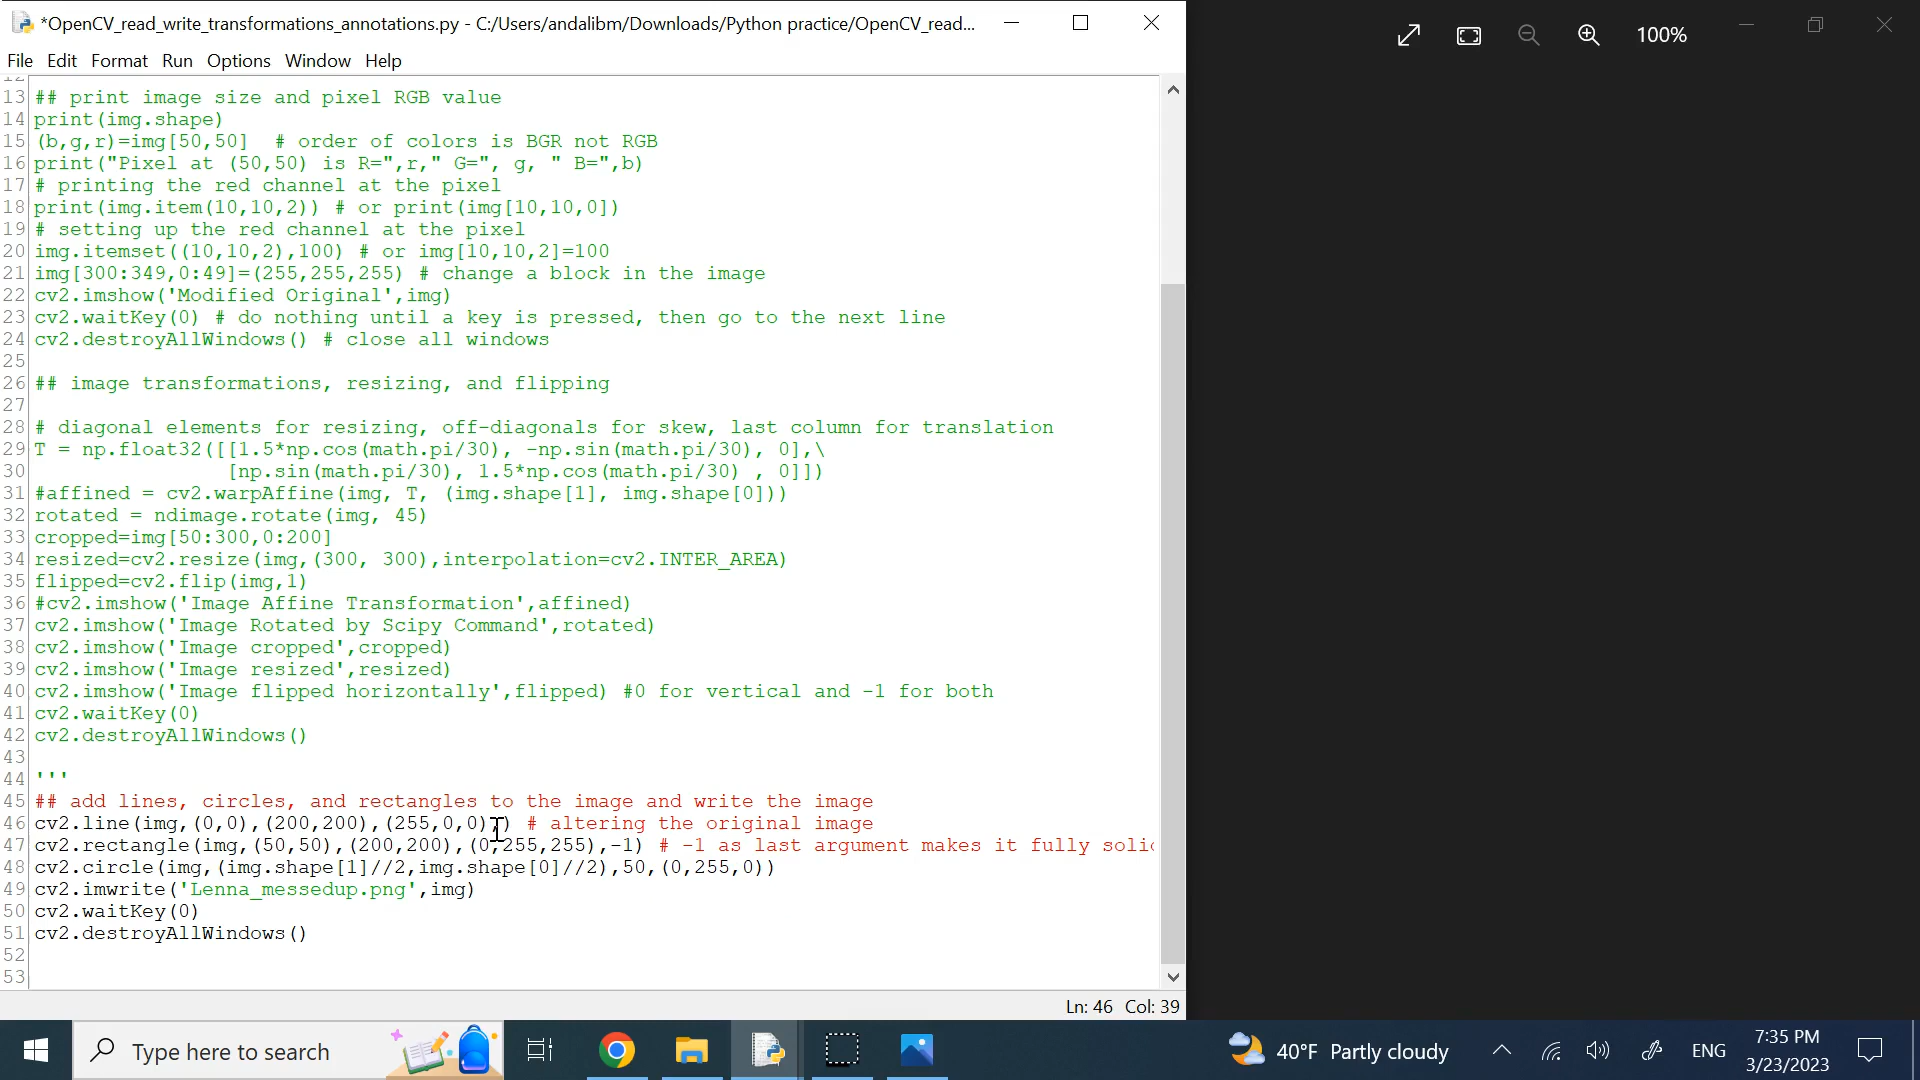 *OpenCV_read_write_transformations_annotations.py - C:/Users/andalibm/Downloads/Python practice/OpenCV_read...
100%
File Edit Format Run Options Window Help
13 ## print image size and pixel RGB value
14 print(img.shape)
15 (b,g,r)=img[50,50]  # order of colors is BGR not RGB
16 print("Pixel at (50,50) is R=",r," G=", g, " B=",b)
17 # printing the red channel at the pixel
18 print(img.item(10,10,2)) # or print(img[10,10,0])
19 # setting up the red channel at the pixel
20 img.itemset((10,10,2),100) # or img[10,10,2]=100
21 img[300:349,0:49]=(255,255,255) # change a block in the image
22 cv2.imshow('Modified Original',img)
23 cv2.waitKey(0) # do nothing until a key is pressed, then go to the next line
24 cv2.destroyAllWindows() # close all windows
25
26 ## image transformations, resizing, and flipping
27
28 # diagonal elements for resizing, off-diagonals for skew, last column for translation
29 T = np.float32([[1.5*np.cos(math.pi/30), -np.sin(math.pi/30), 0],\
30                 [np.sin(math.pi/30), 1.5*np.cos(math.pi/30) , 0]])
31 #affined = cv2.warpAffine(img, T, (img.shape[1], img.shape[0]))
32 rotated = ndimage.rotate(img, 45)
33 cropped=img[50:300,0:200]
34 resized=cv2.resize(img,(300, 300),interpolation=cv2.INTER_AREA)
35 flipped=cv2.flip(img,1)
36 #cv2.imshow('Image Affine Transformation',affined)
37 cv2.imshow('Image Rotated by Scipy Command',rotated)
38 cv2.imshow('Image cropped',cropped)
39 cv2.imshow('Image resized',resized)
40 cv2.imshow('Image flipped horizontally',flipped) #0 for vertical and -1 for both
41 cv2.waitKey(0)
42 cv2.destroyAllWindows()
43
44 '''
45 ## add lines, circles, and rectangles to the image and write the image
46 cv2.line(img,(0,0),(200,200),(255,0,0),) # altering the original image
47 cv2.rectangle(img,(50,50),(200,200),(0,255,255),-1) # -1 as last argument makes it fully
48 cv2.circle(img,(img.shape[1]//2,img.shape[0]//2),50,(0,255,0))
49 cv2.imwrite('Lenna_messedup.png',img)
50 cv2.waitKey(0)
51 cv2.destroyAllWindows()
52
53
Ln: 46 Col: 39
Type here to search
40°F Partly cloudy
ENG
7:35 PM
3/23/2023